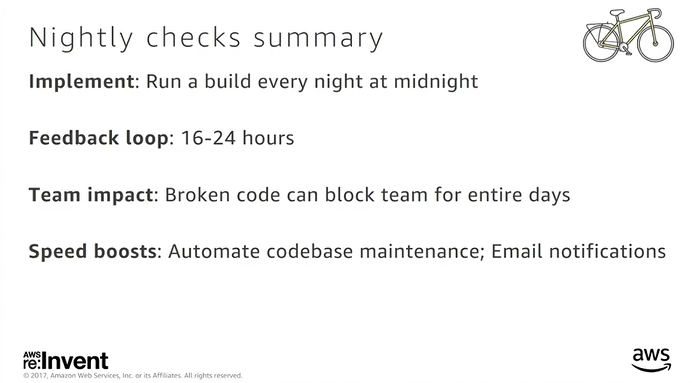 Nightly checks summary
Implement: Run a build every night at midnight
Feedback loop: 16-24 hours
Team impact: Broken code can block team for entire days
Speed boosts: Automate codebase maintenance; Email notifications
AWS
re:Invent
© 2017, Amazon Web Services, Inc. or its Affiliates. All rights reserved.
aws